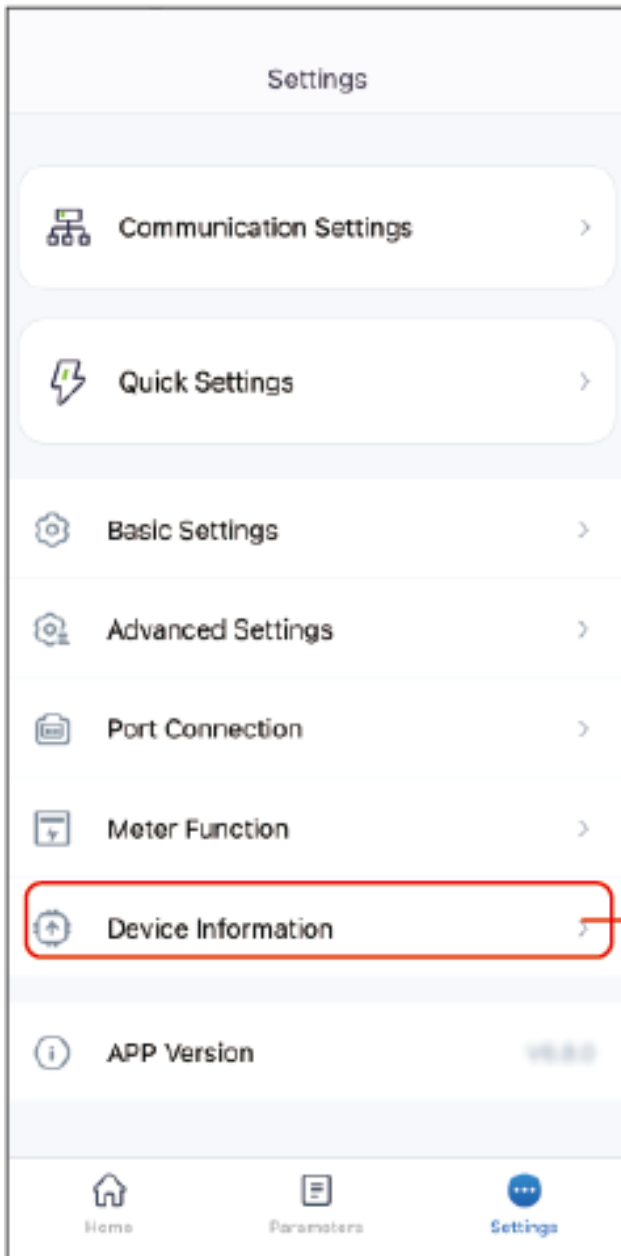 Settings
Communication Settings
Quick Settings
Basic Settings
Advanced Settings
Port Connection
Meter Function
Device Information
APP Version
Home
Parameters
Settings